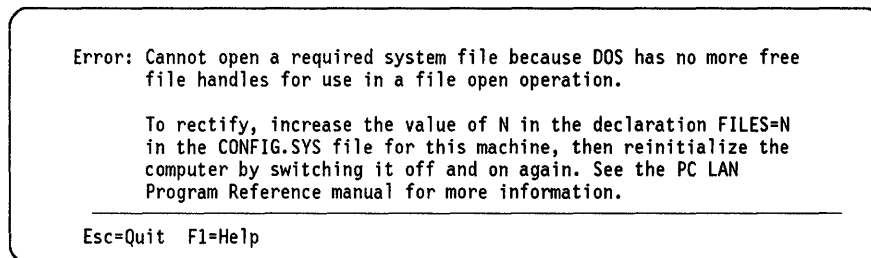 Error: Cannot open a required system file because DOS has no more free
file handles for use in a file open operation.
To rectify, increase the value of N in the declaration FILES=N
in the CONFIG.SYS file for this machine, then reinitialize the
computer by switching it off and on again. See the PC LAN
Program Reference manual for more information.
Esc=Quit F1=Help